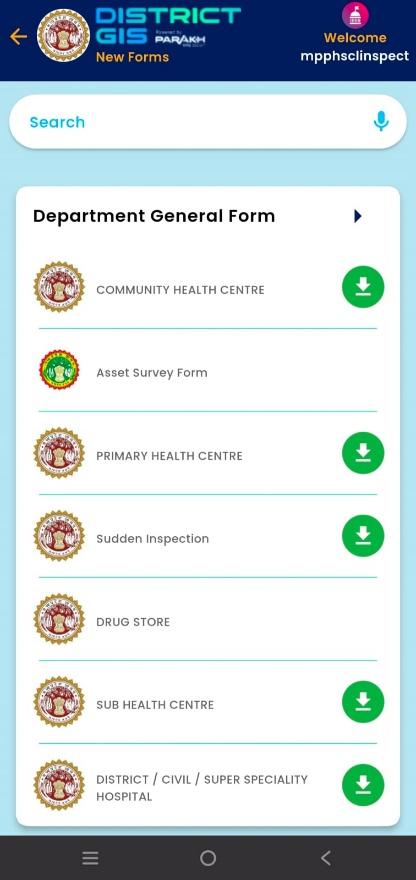 DISTRICT
GIS Powered by PARAKH
New Forms
Welcome
mpphsclinspect
Search
Department General Form
COMMUNITY HEALTH CENTRE
Asset Survey Form
PRIMARY HEALTH CENTRE
Sudden Inspection
DRUG STORE
SUB HEALTH CENTRE
DISTRICT / CIVIL / SUPER SPECIALITY
HOSPITAL